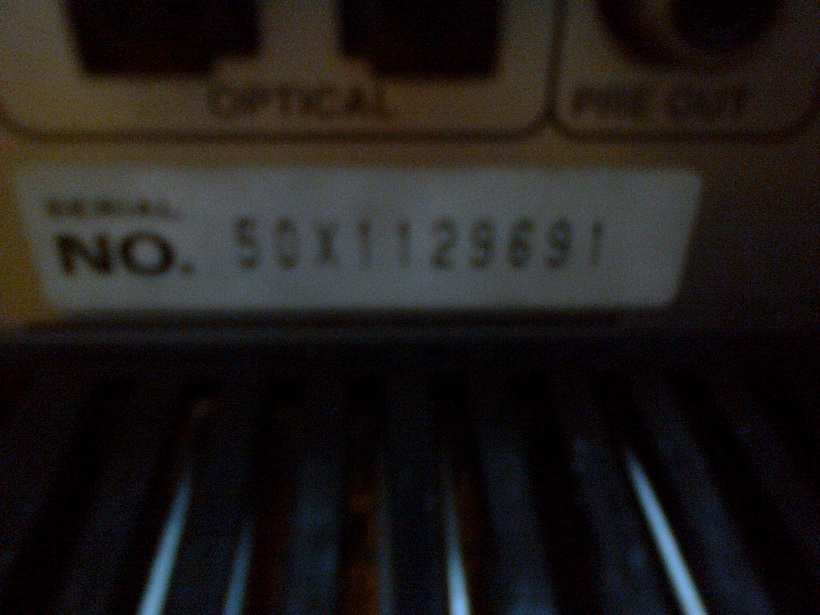 OPTICAL
PRE OUT
SERIAL
NO. 50X1129691